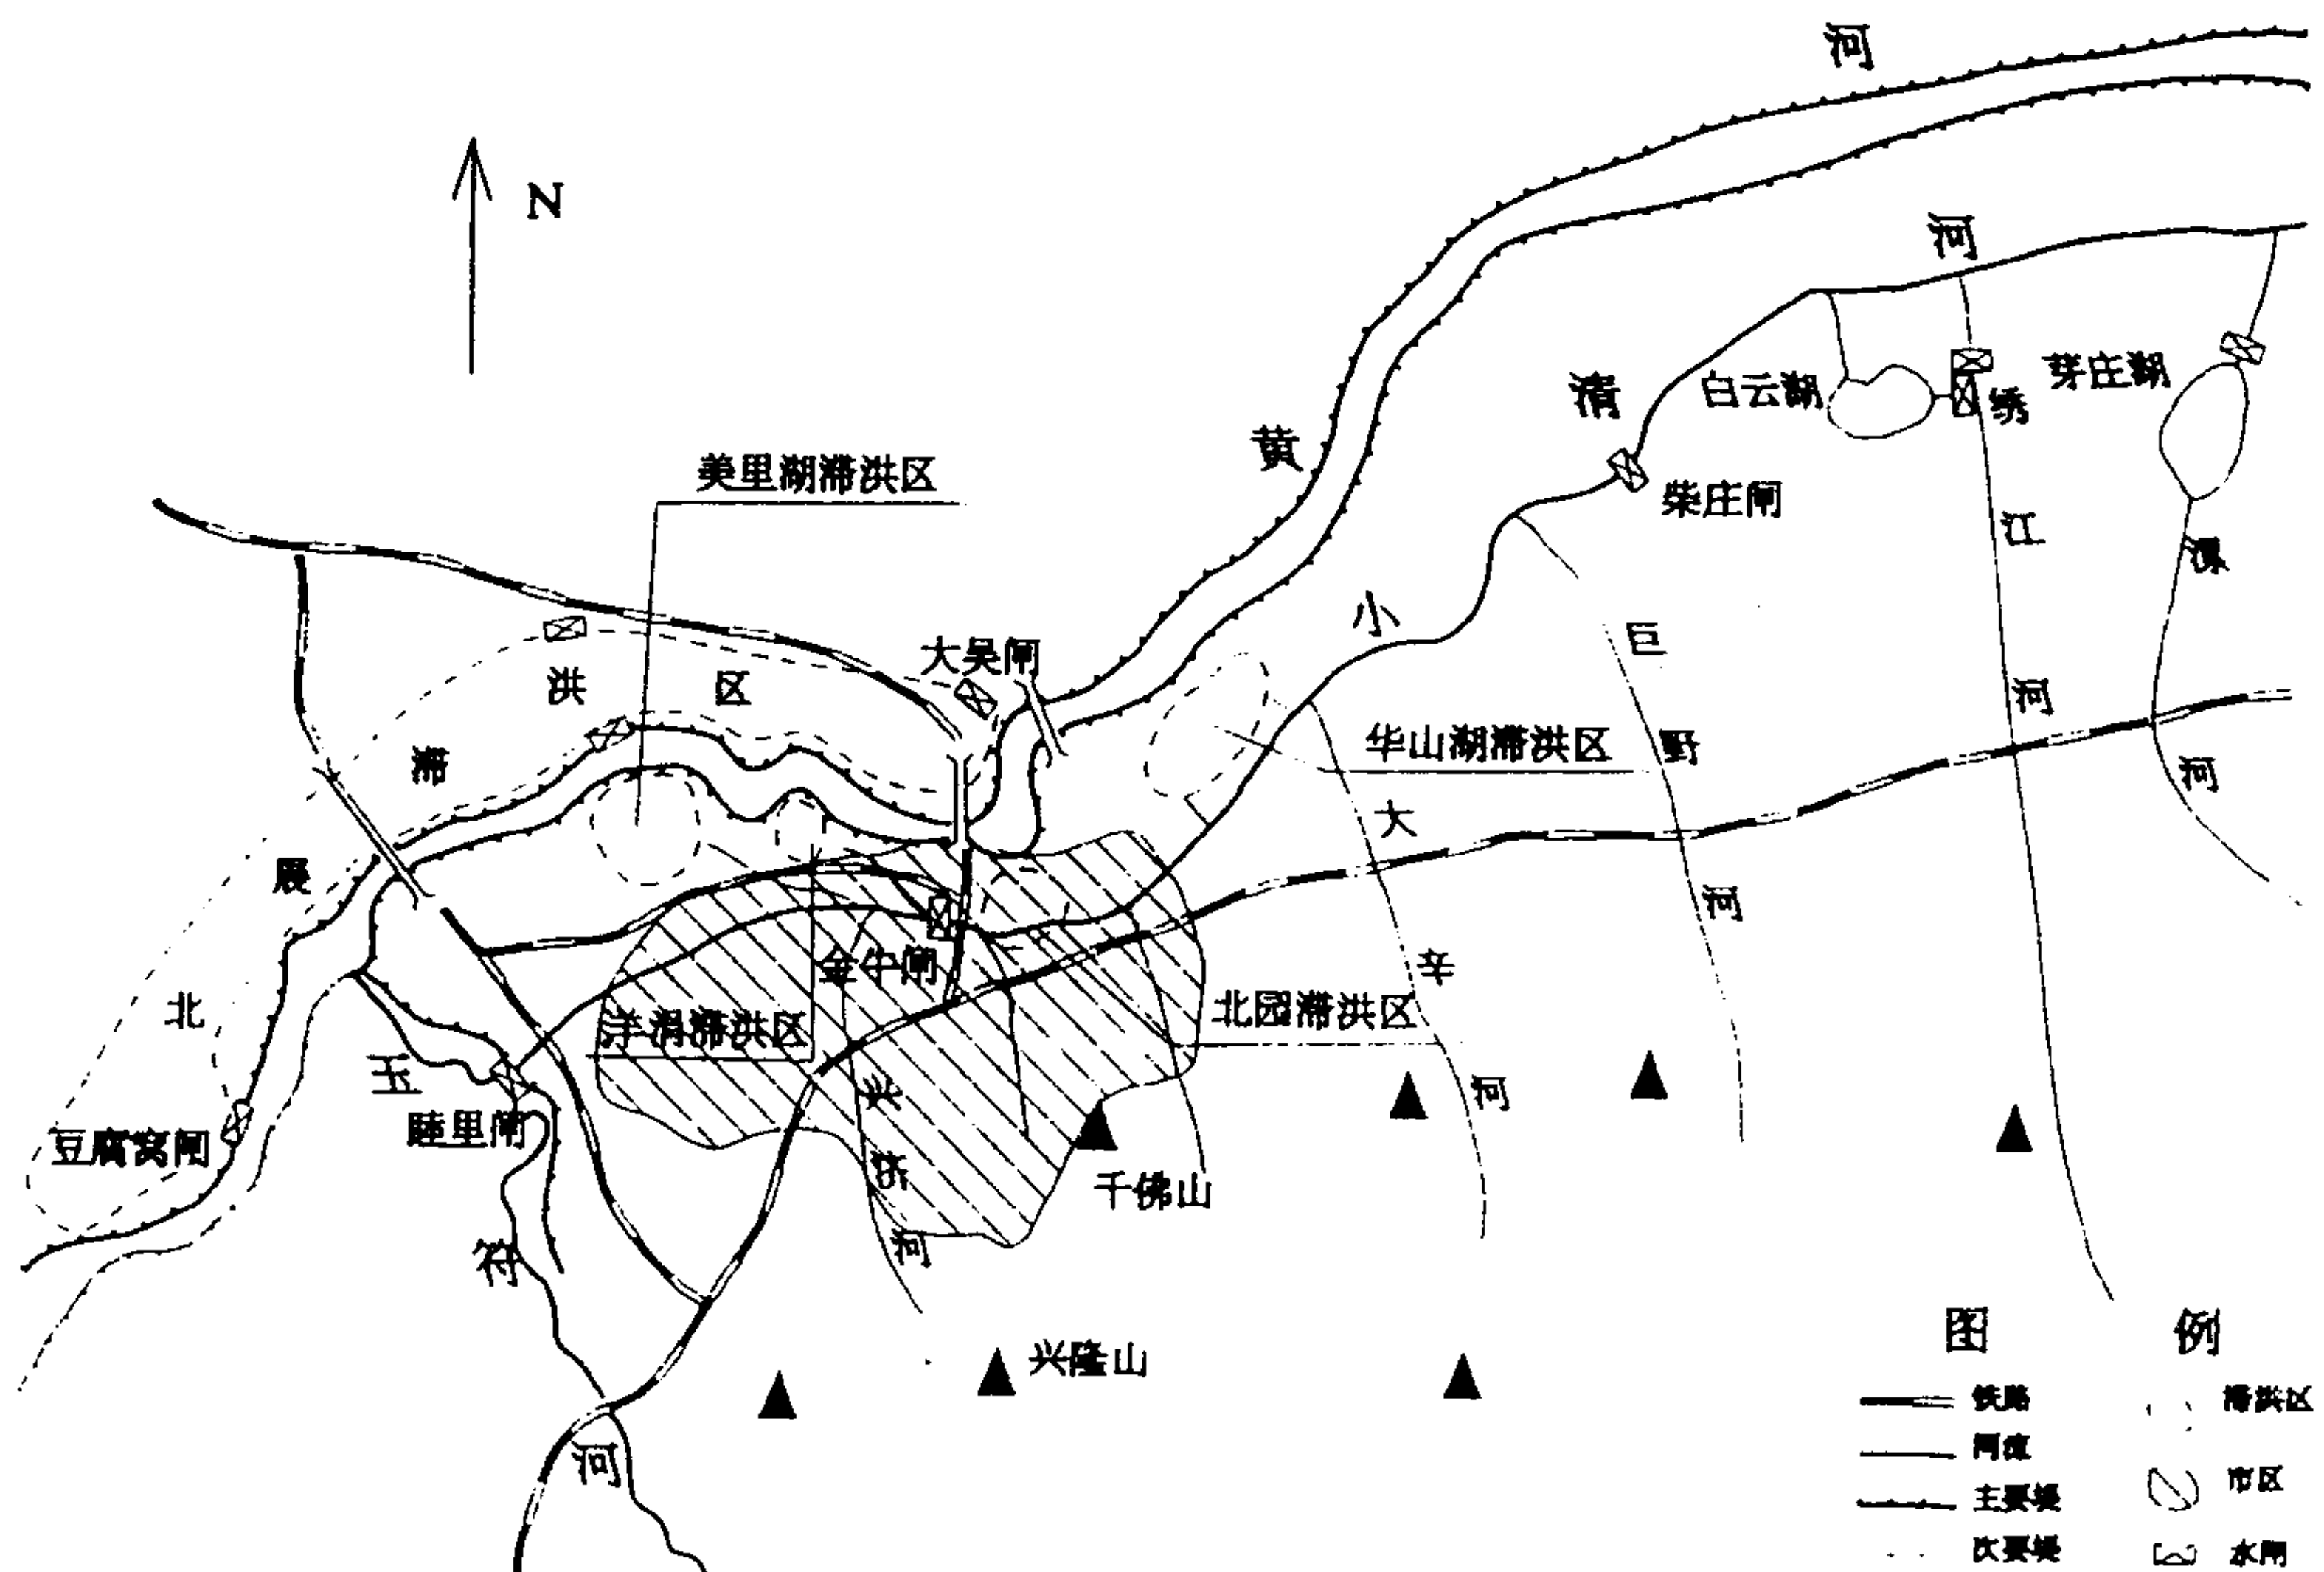 河
N
河
黄
清
白云湖
芽庄湖
绣
美里湖滞洪区
柴庄闸
江
漯
小
巨
大吴闸
洪
区
河
滞
华山湖滞洪区
野
河
大
展
河
金牛闸
辛
北
北园滞洪区
洋涓滞洪区
玉
兴
河
睦里闸
豆腐窝闸
济
千佛山
符
河
兴隆山
河
图 例
铁路
滞洪区
河道
市区
主要堤
次要堤
水闸